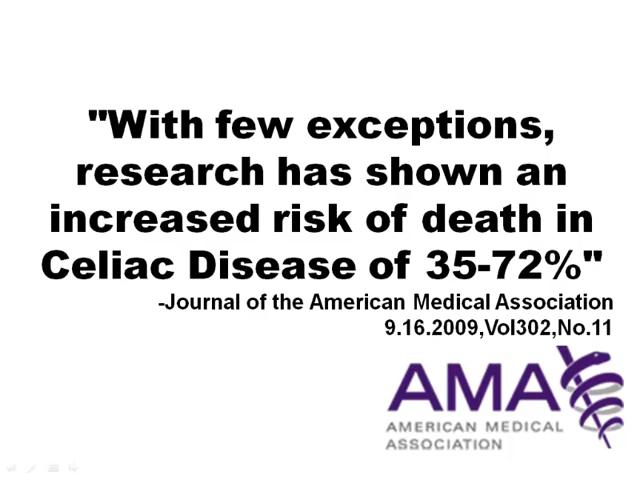 "With few exceptions,
research has shown an
increased risk of death in
Celiac Disease of 35-72%"
-Journal of the American Medical Association
9.16.2009,Vol302,No.11
AMA
AMERICAN MEDICAL
ASSOCIATION